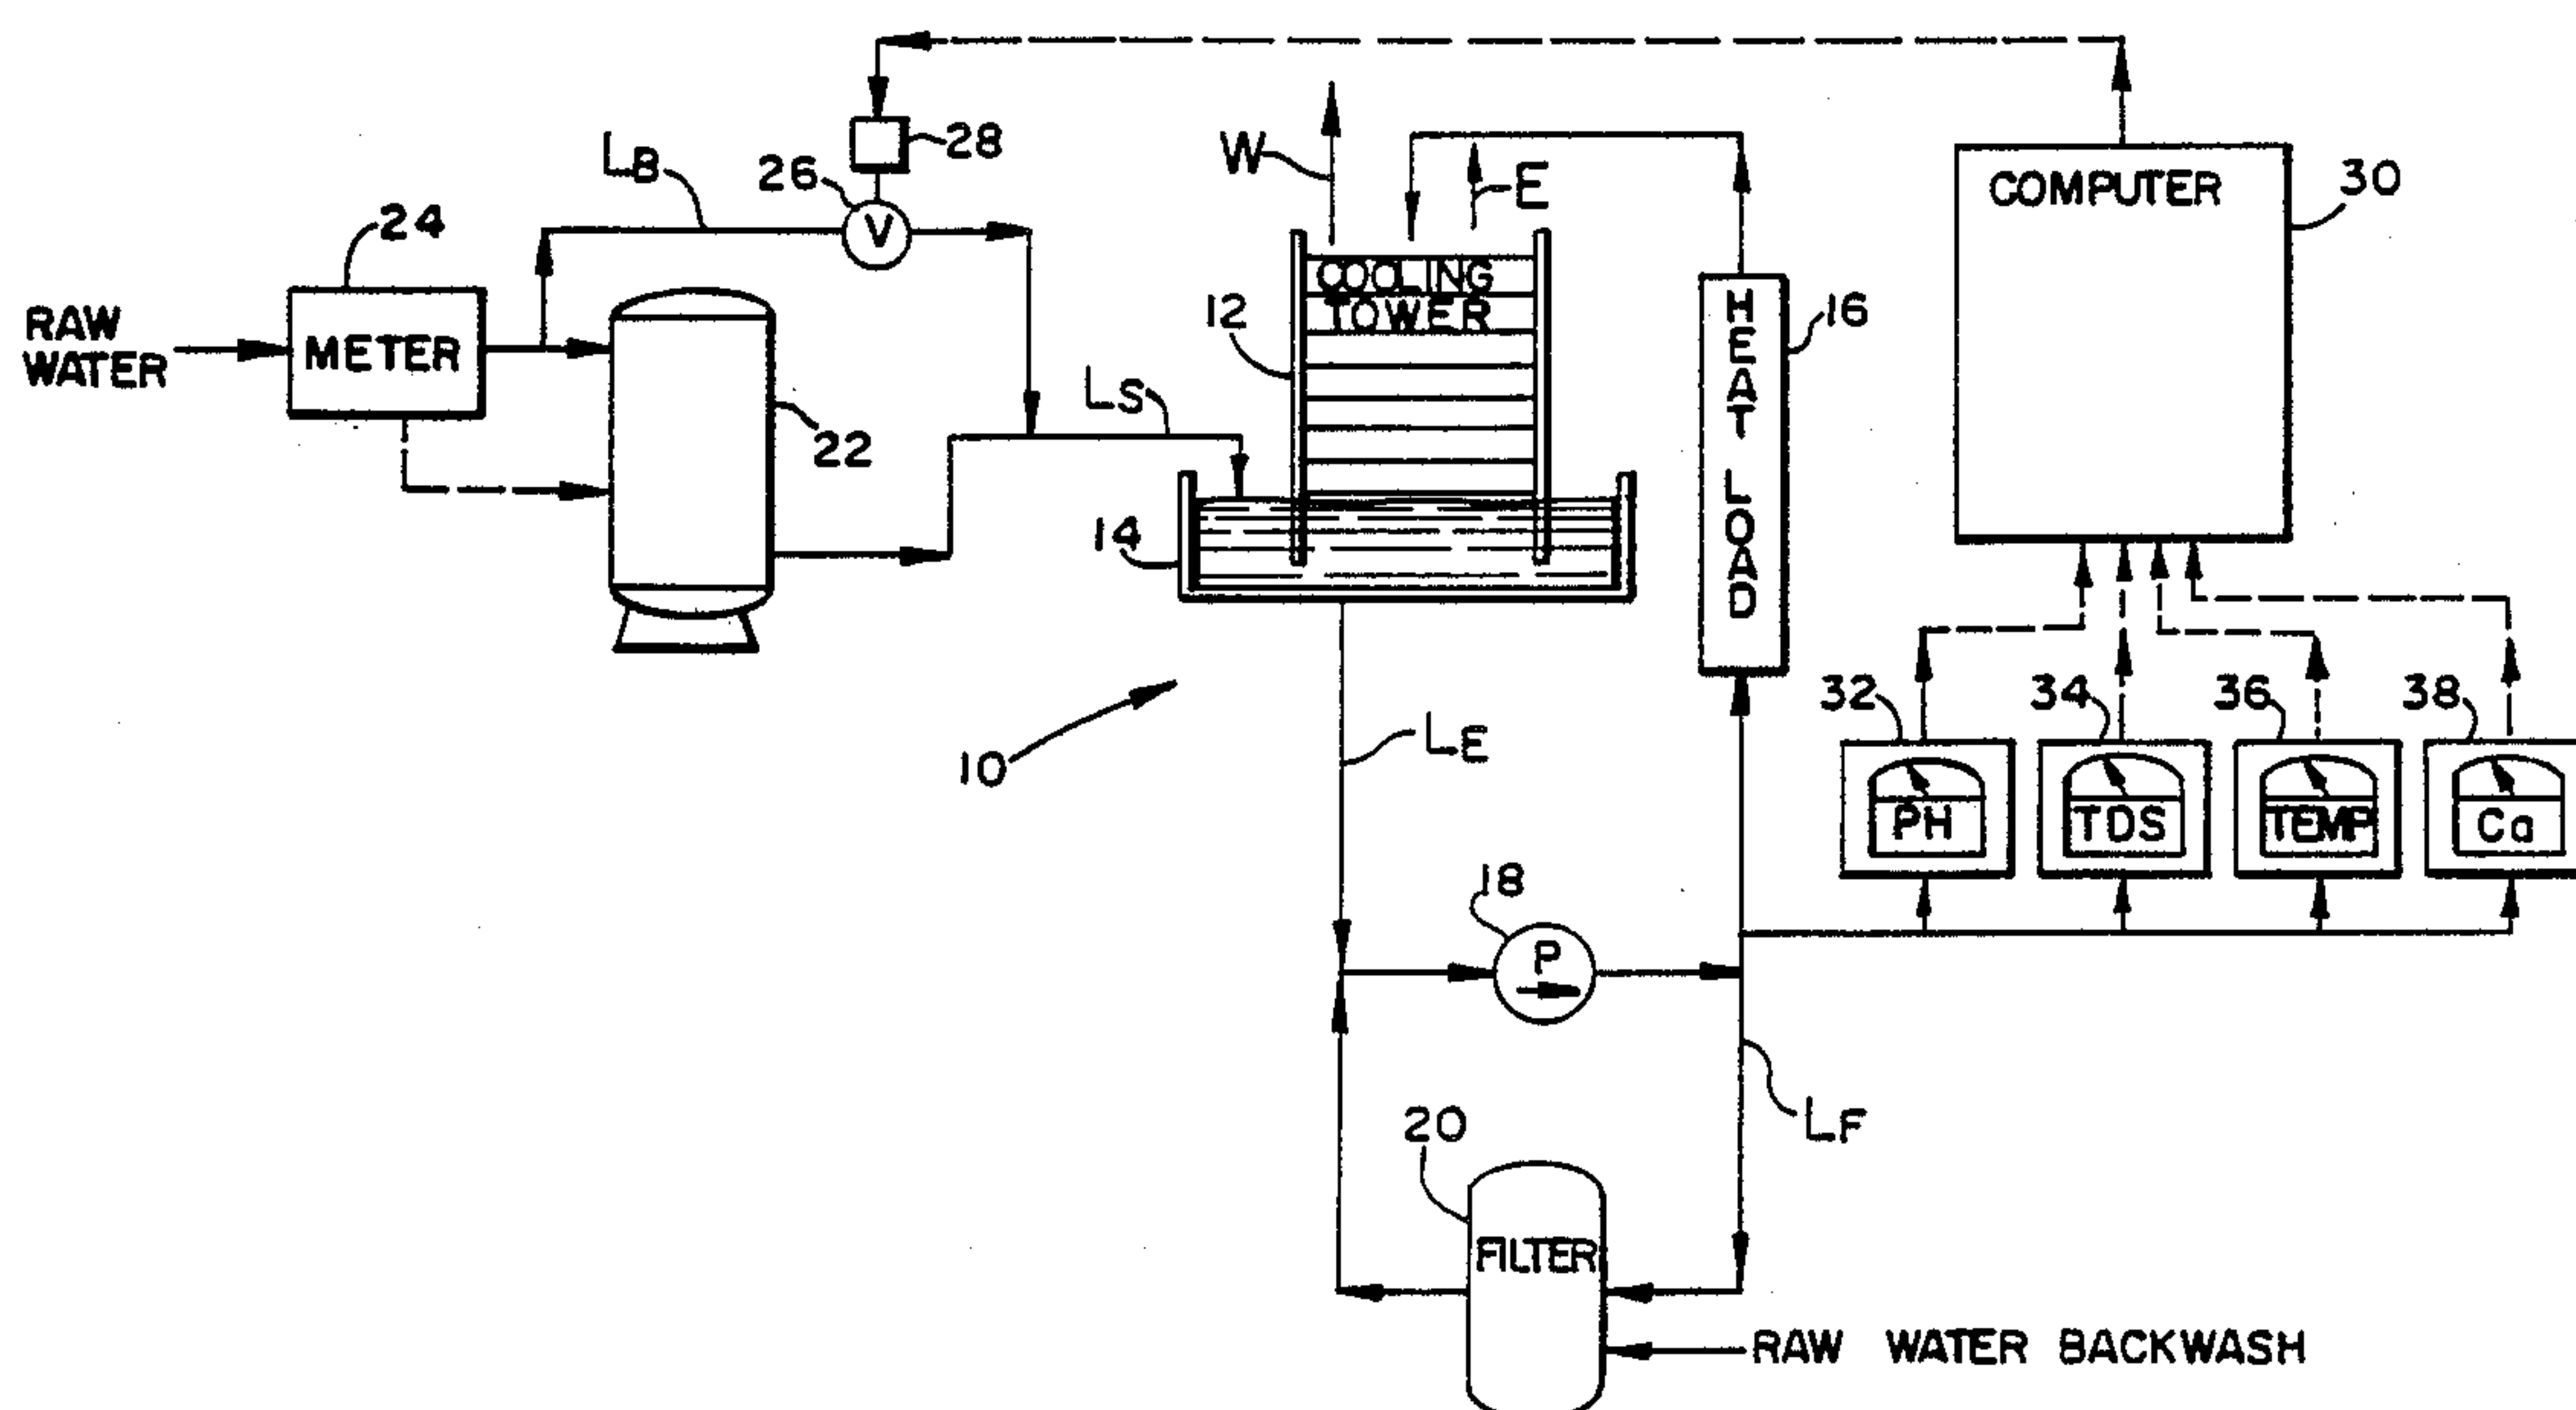 28
LB
26
V
W
E
COMPUTER
30
24
RAW
WATER
METER
22
LS
12
COOLING
TOWER
HEAT LOAD
16
14
10
LE
32
34
36
38
PH
TDS
TEMP
Ca
18
P
LF
20
FILTER
RAW WATER BACKWASH